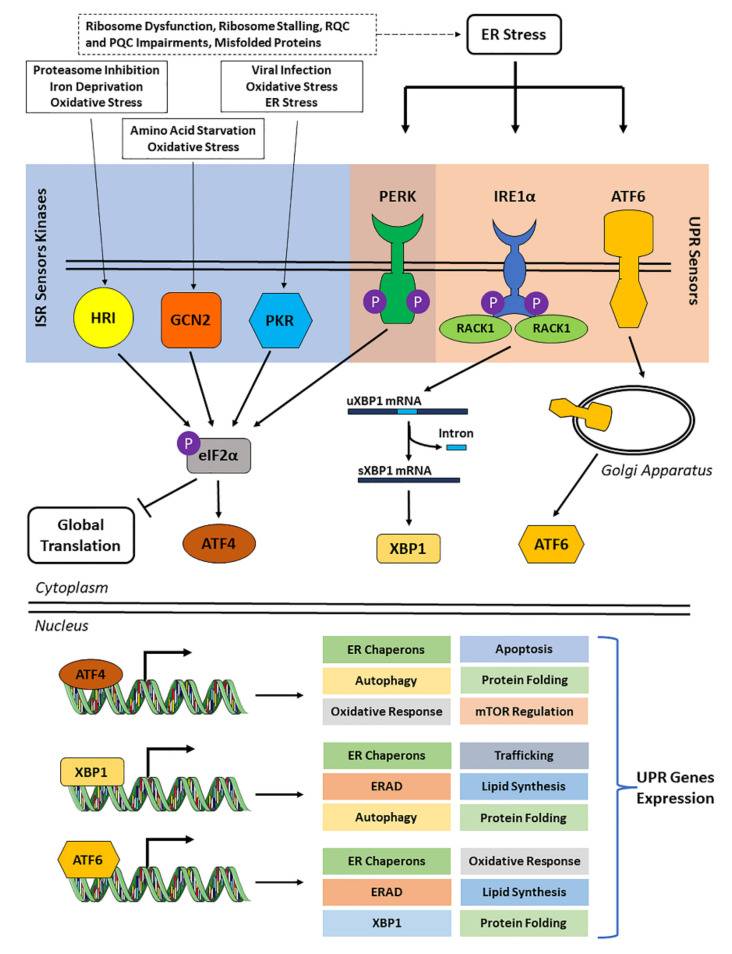 Ribosome Dysfunction, Ribosome Stalling, RQC
and PQC Impairments, Misfolded Proteins
ER Stress
Proteasome Inhibition
Iron Deprivation
Oxidative Stress
Viral Infection
Oxidative Stress
ER Stress
Amino Acid Starvation
Oxidative Stress
ISR Sensors Kinases
PERK
IRE1α
ATF6
UPR Sensors
HRI
GCN2
PKR
P
P
P
P
RACK1
RACK1
uXBP1 mRNA
Intron
sXBP1 mRNA
Golgi Apparatus
P
eIF2α
Global
Translation
ATF4
XBP1
ATF6
Cytoplasm
Nucleus
ATF4
ER Chaperons
Apoptosis
Autophagy
Protein Folding
Oxidative Response
mTOR Regulation
XBP1
ER Chaperons
Trafficking
ERAD
Lipid Synthesis
Autophagy
Protein Folding
ATF6
ER Chaperons
Oxidative Response
ERAD
Lipid Synthesis
XBP1
Protein Folding
UPR Genes
Expression